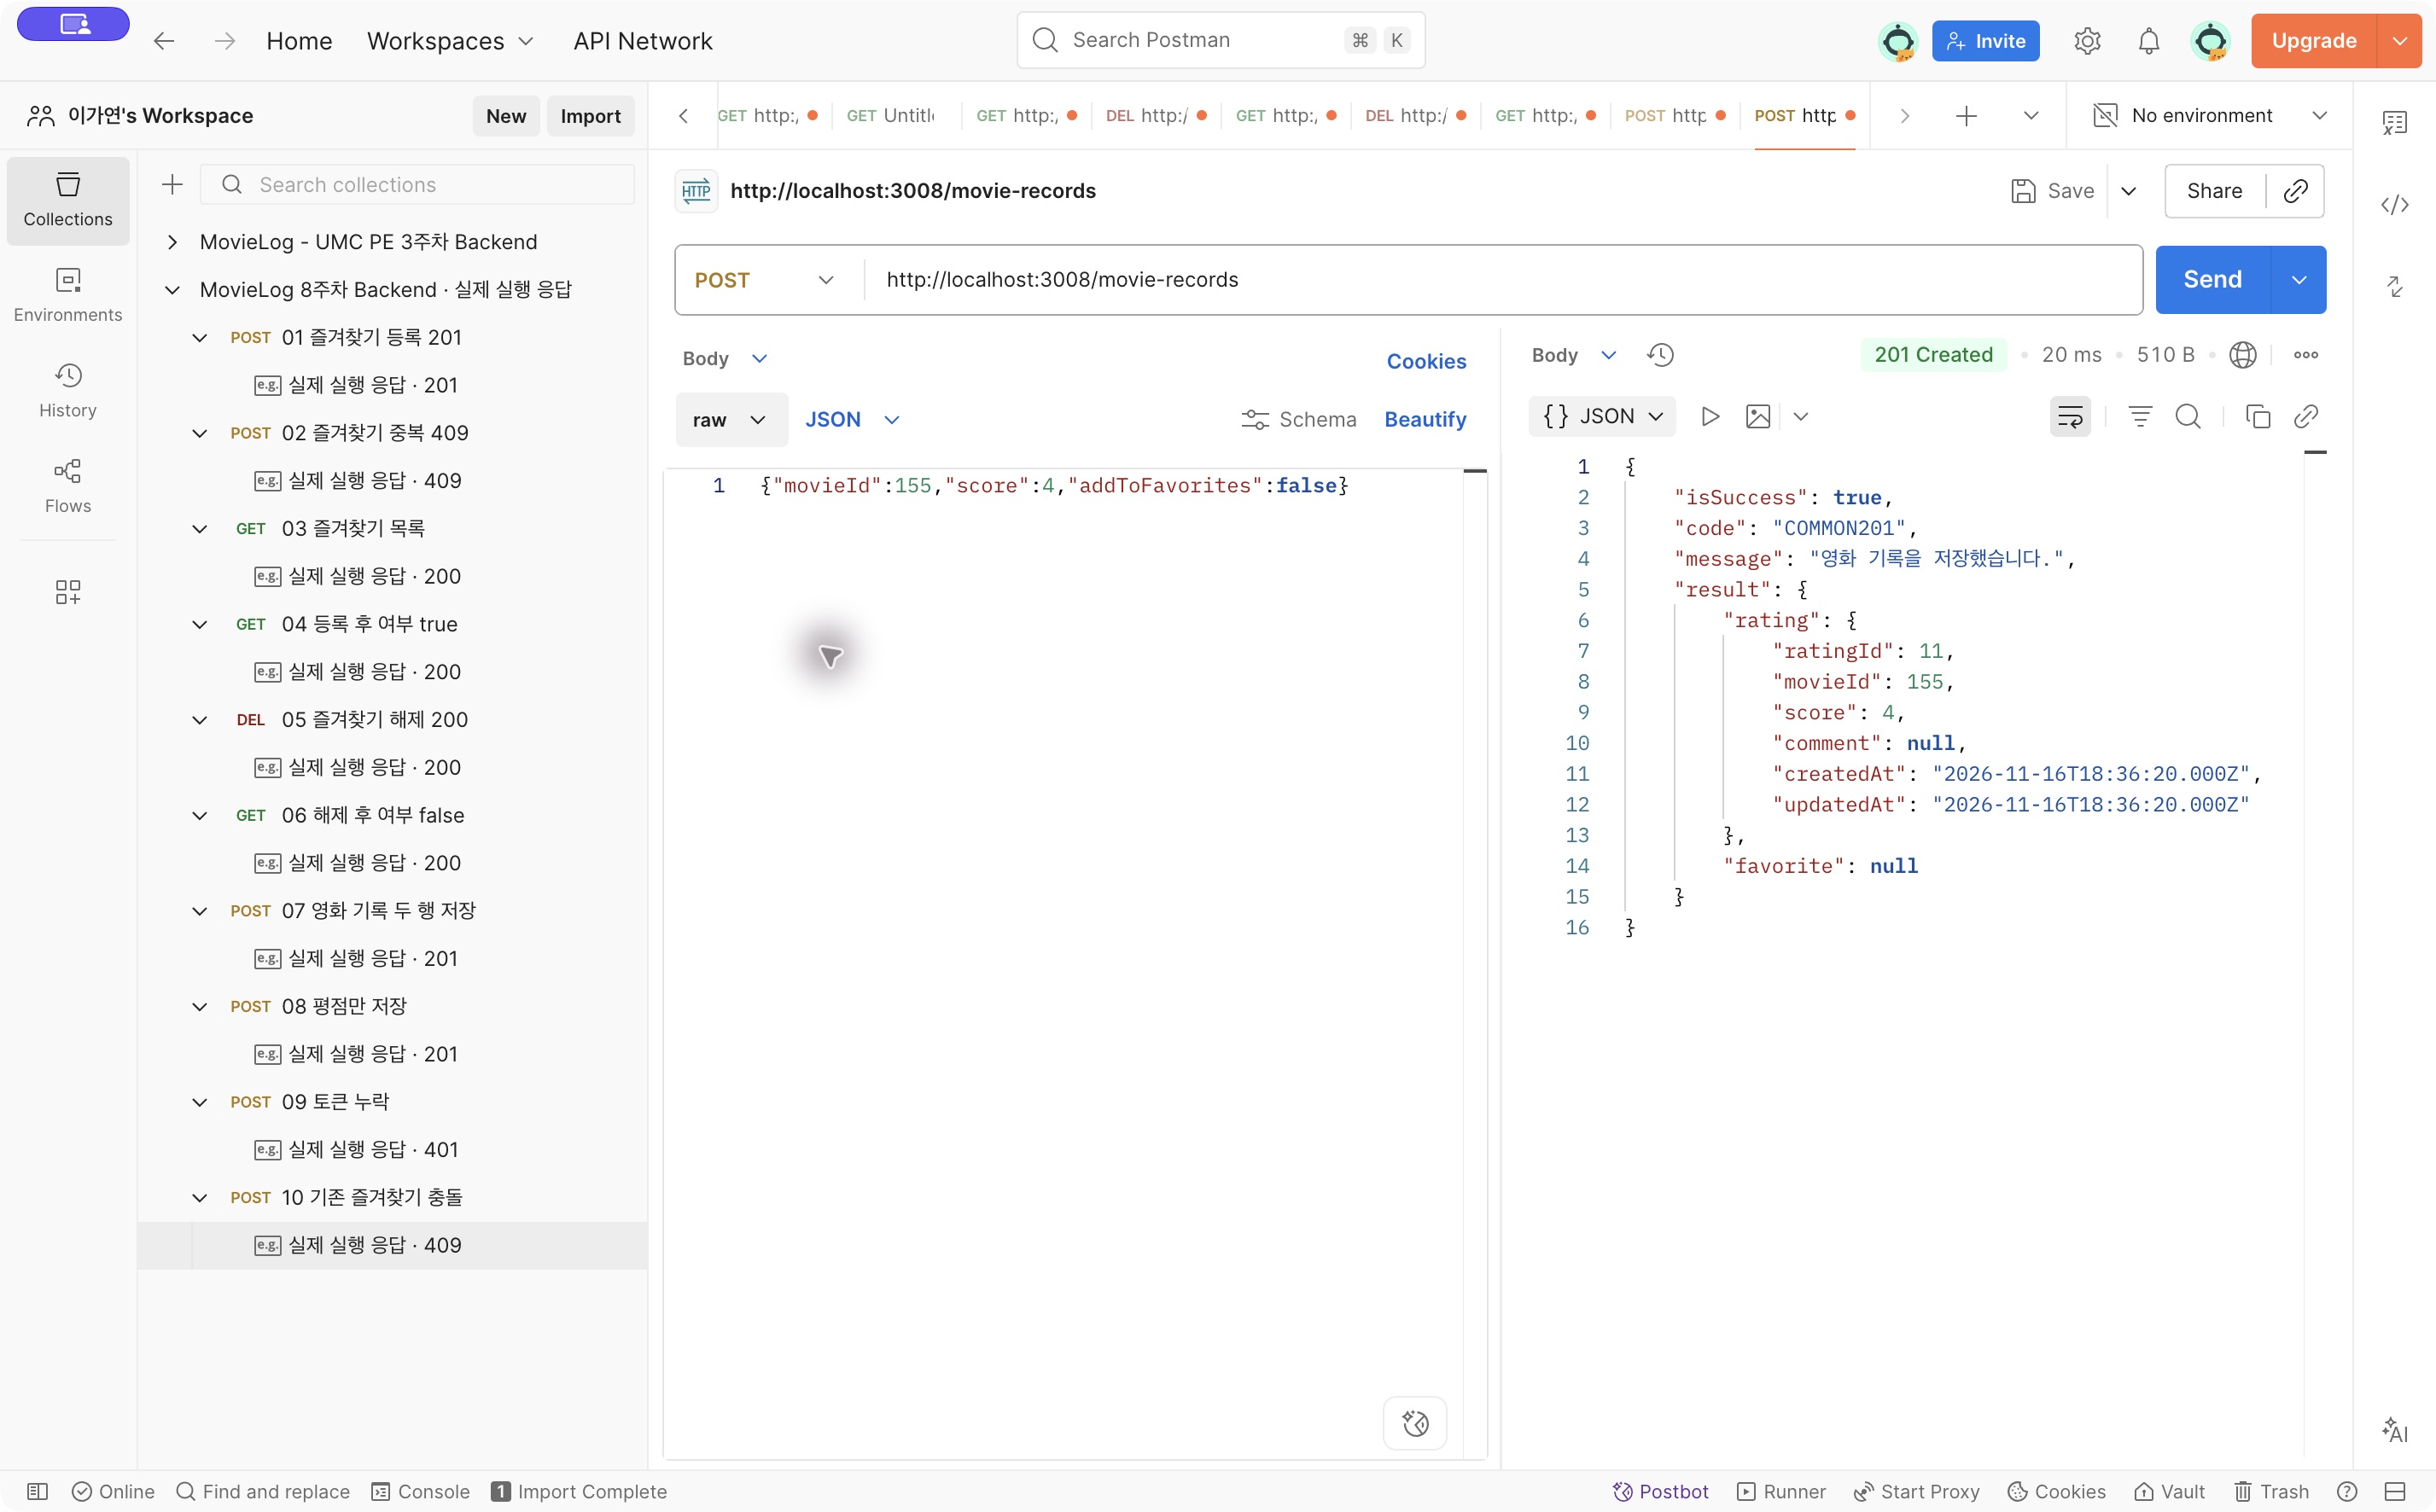 Home Workspaces API Network
Search Postman ⌘ K
Invite Upgrade
이가연's Workspace New Import
GET http:/ GET Untitl GET http:/ DEL http:/ GET http:/ DEL http:/ GET http:/ POST http POST http
No environment
Collections
Environments
History
Flows
Search collections
MovieLog - UMC PE 3주차 Backend
MovieLog 8주차 Backend · 실제 실행 응답
POST 01 즐겨찾기 등록 201
e.g. 실제 실행 응답 · 201
POST 02 즐겨찾기 중복 409
e.g. 실제 실행 응답 · 409
GET 03 즐겨찾기 목록
e.g. 실제 실행 응답 · 200
GET 04 등록 후 여부 true
e.g. 실제 실행 응답 · 200
DEL 05 즐겨찾기 해제 200
e.g. 실제 실행 응답 · 200
GET 06 해제 후 여부 false
e.g. 실제 실행 응답 · 200
POST 07 영화 기록 두 행 저장
e.g. 실제 실행 응답 · 201
POST 08 평점만 저장
e.g. 실제 실행 응답 · 201
POST 09 토큰 누락
e.g. 실제 실행 응답 · 401
POST 10 기존 즐겨찾기 충돌
e.g. 실제 실행 응답 · 409
HTTP http://localhost:3008/movie-records
Save Share
POST http://localhost:3008/movie-records Send
Body Cookies
raw JSON Schema Beautify
1 {"movieId":155,"score":4,"addToFavorites":false}
Body 201 Created 20 ms 510 B
{} JSON
1 {
2 "isSuccess": true,
3 "code": "COMMON201",
4 "message": "영화 기록을 저장했습니다.",
5 "result": {
6 "rating": {
7 "ratingId": 11,
8 "movieId": 155,
9 "score": 4,
10 "comment": null,
11 "createdAt": "2026-11-16T18:36:20.000Z",
12 "updatedAt": "2026-11-16T18:36:20.000Z"
13 },
14 "favorite": null
15 }
16 }
AI
Online Find and replace Console 1 Import Complete
Postbot Runner Start Proxy Cookies Vault Trash